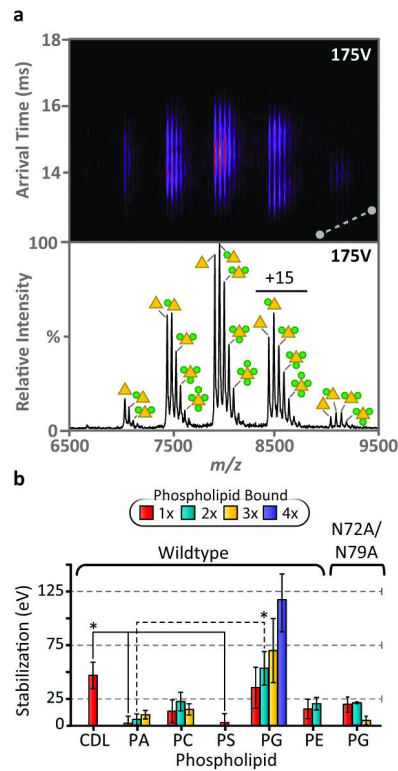 a
18
175V
16
14
Arrival Time (ms)
100
175V
+15
%
Relative Intensity
0
6500
7500
8500
9500
m/z
b
Phospholipid Bound
1x
2x
3x
4x
N72A/
N79A
Wildtype
125
75
25
0
*
*
Stabilization (eV)
CDL
PA
PC
PS
PG
PE
PG
Phospholipid